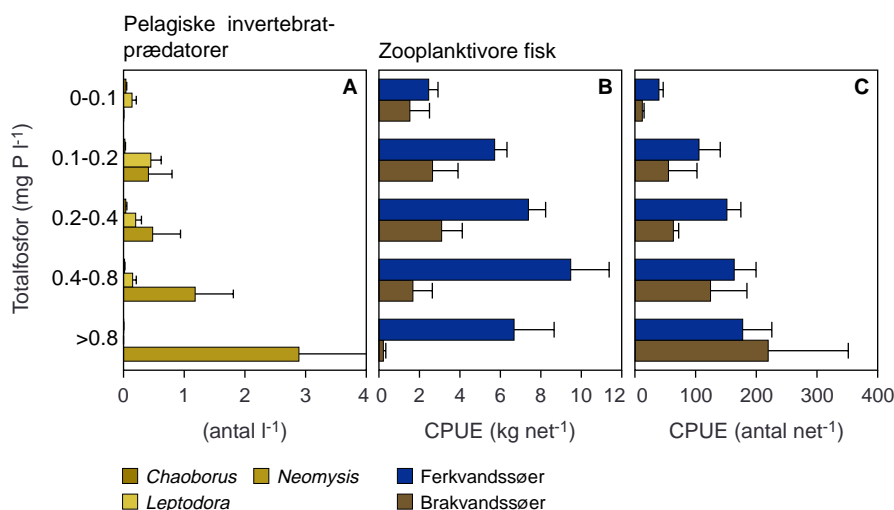 Pelagiske invertebrat-
prædatorer
Zooplanktivore fisk
A
B
C
Totalfosfor (mg P l-1)
0-0.1
0.1-0.2
0.2-0.4
0.4-0.8
>0.8
0 1 2 3 4
0 2 4 6 8 10 12
0 100 200 300 400
(antal l-1)
CPUE (kg net-1)
CPUE (antal net-1)
Chaoborus
Neomysis
Leptodora
Ferkvandssøer
Brakvandssøer